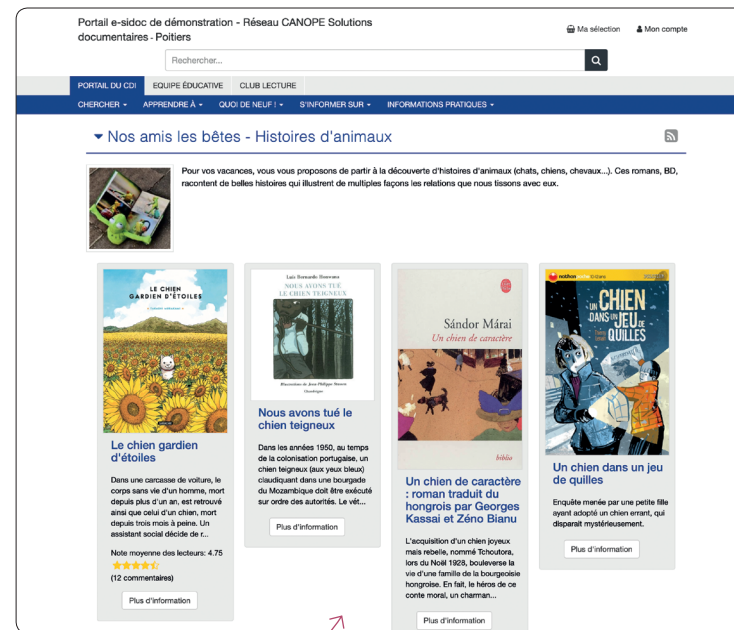 Portail e-sidoc de démonstration - Réseau CANOPE Solutions
documentaires - Poitiers
Ma sélection
Mon compte
Rechercher...
PORTAIL DU CDI
EQUIPE ÉDUCATIVE
CLUB LECTURE
CHERCHER
APPRENDRE À
QUOI DE NEUF !
S'INFORMER SUR
INFORMATIONS PRATIQUES
Nos amis les bêtes - Histoires d'animaux
Pour vos vacances, vous vous proposons de partir à la découverte d'histoires d'animaux (chats, chiens, chevaux...). Ces romans, BD,
racontent de belles histoires qui illustrent de multiples façons les relations que nous tissons avec eux.
LE CHIEN
GARDIEN D'ÉTOILES
Le chien gardien
d'étoiles
Dans une carcasse de voiture, le
corps sans vie d'un homme, mort
depuis plus d'un an, est retrouvé
ainsi que celui d'un chien, mort
depuis trois mois à peine. Un
assistant social décide de r...
Note moyenne des lecteurs: 4.75
(12 commentaires)
Plus d'information
Luís Bernardo Honwana
NOUS AVONS TUÉ
LE CHIEN TEIGNEUX
Chandeigne
Nous avons tué le
chien teigneux
Dans les années 1950, au temps
de la colonisation portugaise, un
chien teigneux (aux yeux bleux)
claudiquant dans une bourgade
du Mozambique doit être exécuté
sur ordre des autorités. Le vét...
Plus d'information
Sándor Márai
Un chien de caractère
biblio
Un chien de caractère
: roman traduit du
hongrois par Georges
Kassai et Zéno Bianu
L'acquisition d'un chien joyeux
mais rebelle, nommé Tchoutora,
lors du Noël 1928, bouleverse la
vie d'une famille de la bourgeoisie
hongroise. En fait, le héros de ce
conte moral, un charman...
Plus d'information
nathan
UN CHIEN
DANS UN JEU DE
QUILLES
Un chien dans un jeu
de quilles
Enquête menée par une petite fille
ayant adopté un chien errant, qui
disparait mystérieusement.
Plus d'information